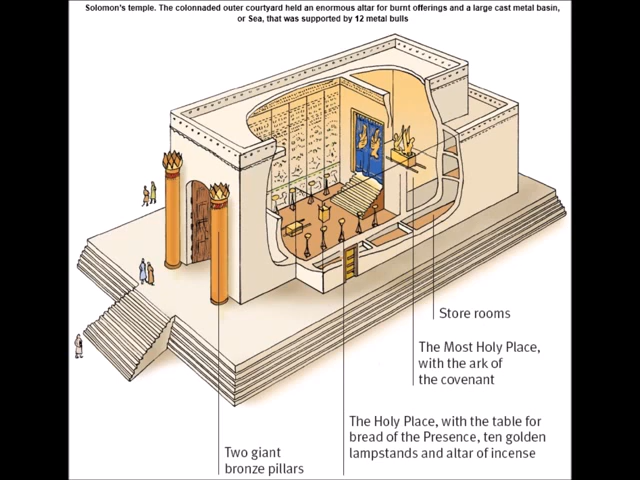 Solomon's temple. The colonnaded outer courtyard held an enormous altar for burnt offerings and a large cast metal basin,
or Sea, that was supported by 12 metal bulls
Store rooms
The Most Holy Place,
with the ark of
the covenant
The Holy Place, with the table for
bread of the Presence, ten golden
lampstands and altar of incense
Two giant
bronze pillars